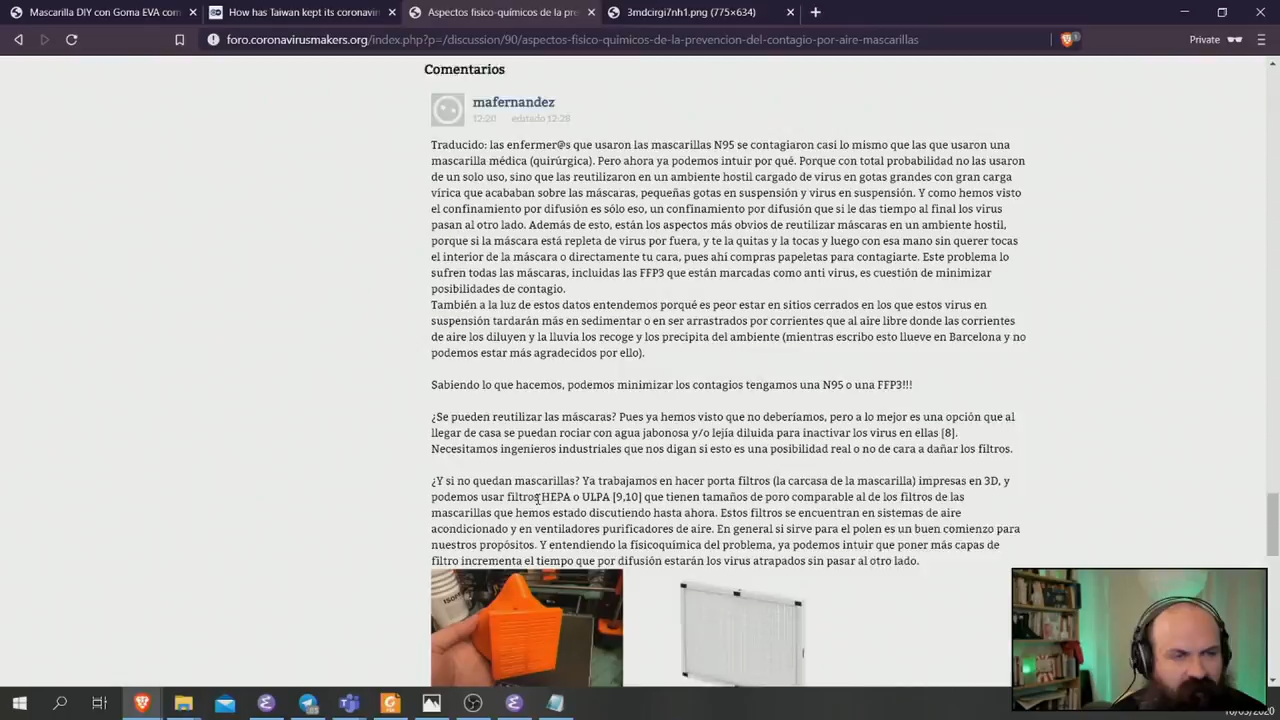 Mascarilla DIY con Goma EVA com
How has Taiwan kept its coronavir
Aspectos físico-químicos de la pre
3mdcirgi7nh1.png (775×634)
foro.coronavirusmakers.org/index.php?p=/discussion/90/aspectos-fisico-quimicos-de-la-prevencion-del-contagio-por-aire-mascarillas
Private
Comentarios
mafernandez
12:20 editado 12:28
Traducido: las enfermer@s que usaron las mascarillas N95 se contagiaron casi lo mismo que las que usaron una
mascarilla médica (quirúrgica). Pero ahora ya podemos intuir por qué. Porque con total probabilidad no las usaron
de un solo uso, sino que las reutilizaron en un ambiente hostil cargado de virus en gotas grandes con gran carga
vírica que acababan sobre las máscaras, pequeñas gotas en suspensión y virus en suspensión. Y como hemos visto
el confinamiento por difusión es sólo eso, un confinamiento por difusión que si le das tiempo al final los virus
pasan al otro lado. Además de esto, están los aspectos más obvios de reutilizar máscaras en un ambiente hostil,
porque si la máscara está repleta de virus por fuera, y te la quitas y la tocas y luego con esa mano sin querer tocas
el interior de la máscara o directamente tu cara, pues ahí compras papeletas para contagiarte. Este problema lo
sufren todas las máscaras, incluidas las FFP3 que están marcadas como anti virus, es cuestión de minimizar
posibilidades de contagio.
También a la luz de estos datos entendemos porqué es peor estar en sitios cerrados en los que estos virus en
suspensión tardarán más en sedimentar o en ser arrastrados por corrientes que al aire libre donde las corrientes
de aire los diluyen y la lluvia los recoge y los precipita del ambiente (mientras escribo esto llueve en Barcelona y no
podemos estar más agradecidos por ello).
Sabiendo lo que hacemos, podemos minimizar los contagios tengamos una N95 o una FFP3!!!
¿Se pueden reutilizar las máscaras? Pues ya hemos visto que no deberíamos, pero a lo mejor es una opción que al
llegar de casa se puedan rociar con agua jabonosa y/o lejía diluida para inactivar los virus en ellas [8].
Necesitamos ingenieros industriales que nos digan si esto es una posibilidad real o no de cara a dañar los filtros.
¿Y si no quedan mascarillas? Ya trabajamos en hacer porta filtros (la carcasa de la mascarilla) impresas en 3D, y
podemos usar filtros HEPA o ULPA [9,10] que tienen tamaños de poro comparable al de los filtros de las
mascarillas que hemos estado discutiendo hasta ahora. Estos filtros se encuentran en sistemas de aire
acondicionado y en ventiladores purificadores de aire. En general si sirve para el polen es un buen comienzo para
nuestros propósitos. Y entendiendo la físicoquímica del problema, ya podemos intuir que poner más capas de
filtro incrementa el tiempo que por difusión estarán los virus atrapados sin pasar al otro lado.